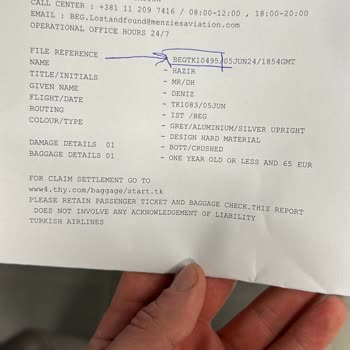 CALL CENTER : +381 11 209 7416 / 08:00-12:00 , 18:00-20:00
EMAIL : BEG.Lostandfound@menziesaviation.com
OPERATIONAL OFFICE HOURS 24/7
FILE REFERENCE - BEGTK10495/05JUN24/1854GMT
NAME - HAZIR
TITLE/INITIALS - MR/DH
GIVEN NAME - DENIZ
FLIGHT/DATE - TK1083/05JUN
ROUTING - IST /BEG
COLOUR/TYPE - GREY/ALUMINIUM/SILVER UPRIGHT
- DESIGN HARD MATERIAL
DAMAGE DETAILS 01 - BOTT/CRUSHED
BAGGAGE DETAILS 01 - ONE YEAR OLD OR LESS AND 65 EUR
FOR CLAIM SETTLEMENT GO TO
www4.thy.com/baggage/start.tk
PLEASE RETAIN PASSENGER TICKET AND BAGGAGE CHECK.THIS REPORT
DOES NOT INVOLVE ANY ACKNOWLEDGEMENT OF LIABILITY
TURKISH AIRLINES